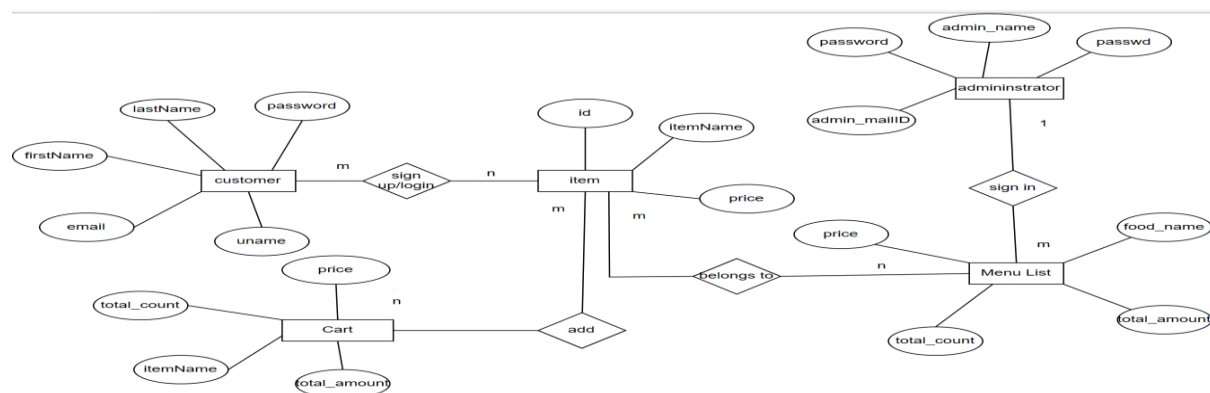 admin_name
password
passwd
admininstrator
lastName
password
id
admin_mailID
itemName
1
firstName
m
sign
up/login
n
customer
item
sign in
price
m
m
email
uname
price
food_name
m
price
n
belongs to
n
Menu List
total_count
Cart
add
total_amount
total_count
itemName
total_amount